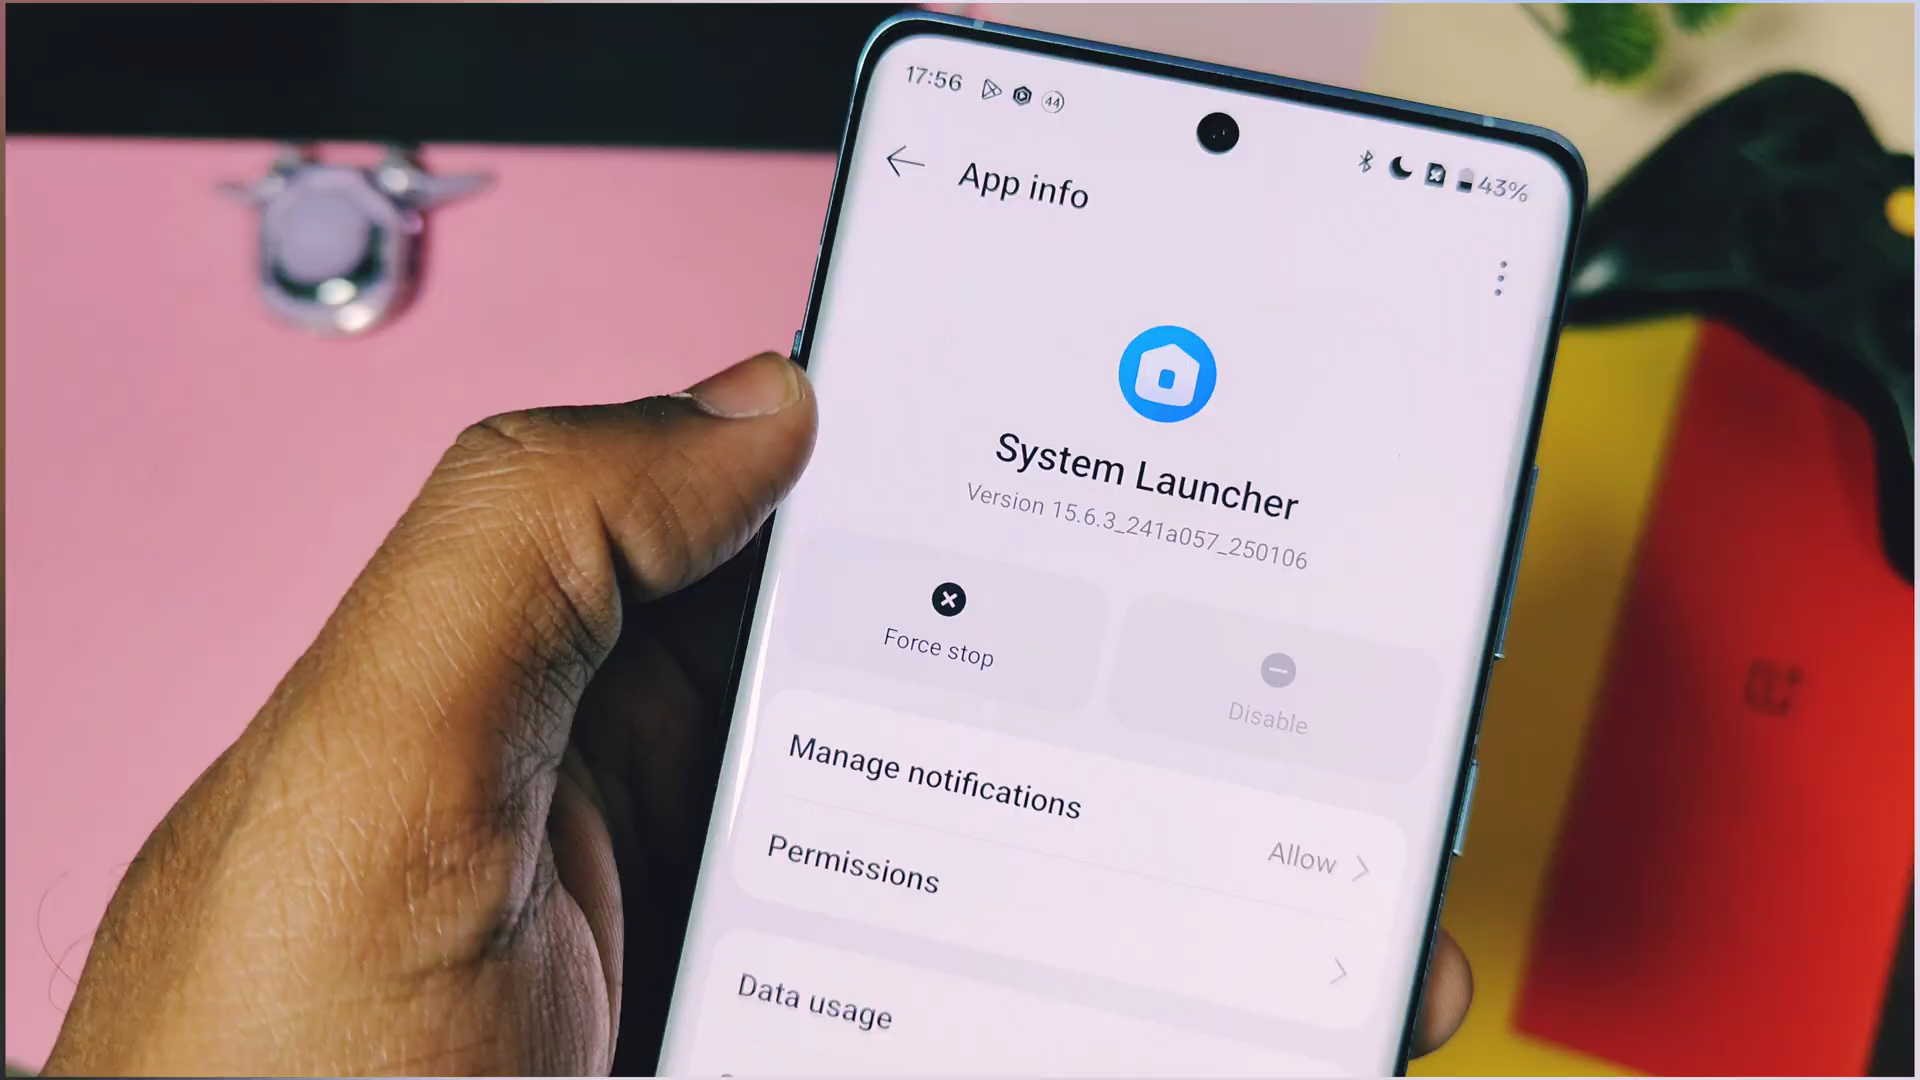 17:56 44 43%
App info
System Launcher
Version 15.6.3_241a057_250106
Force stop
Disable
Manage notifications
Allow
Permissions
Data usage